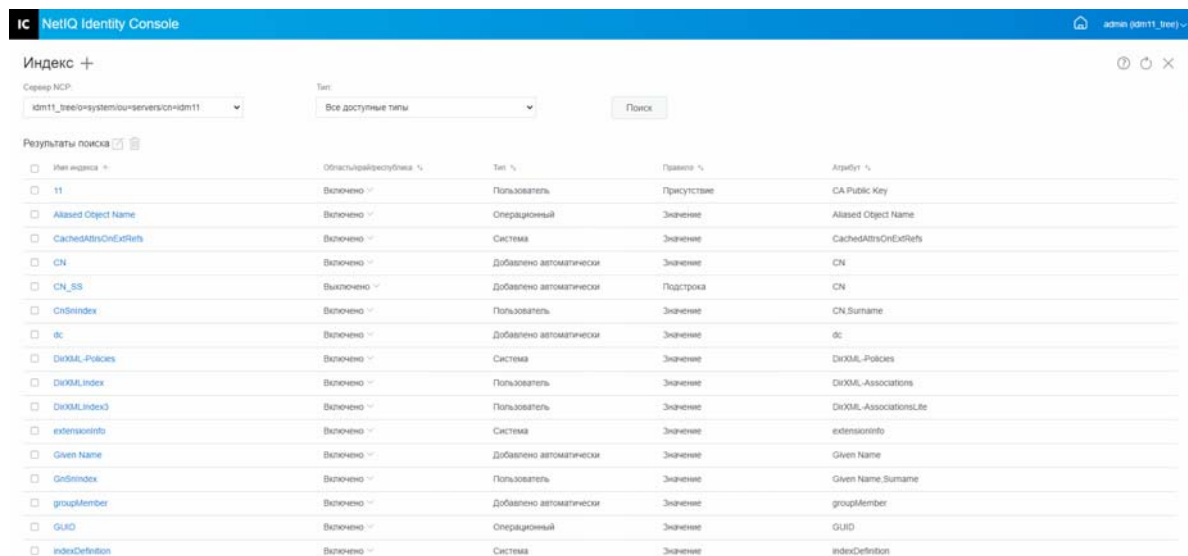 IC NetIQ Identity Console admin (idm11_tree)
Индекс
Сервер NCP: Тип:
idm11_tree/o=system/ou=servers/cn=idm11 Все доступные типы Поиск
Результаты поиска
Имя индекса Область/край/республика Тип Правило Атрибут
11 Включено Пользователь Присутствие CA Public Key
Aliased Object Name Включено Операционный Значение Aliased Object Name
CachedAttrsOnExtRefs Включено Система Значение CachedAttrsOnExtRefs
CN Включено Добавлено автоматически Значение CN
CN_SS Выключено Добавлено автоматически Подстрока CN
CnSnIndex Включено Пользователь Значение CN,Surname
dc Включено Добавлено автоматически Значение dc
DirXML-Policies Включено Система Значение DirXML-Policies
DirXMLIndex Включено Пользователь Значение DirXML-Associations
DirXMLIndex3 Включено Пользователь Значение DirXML-AssociationsLite
extensionInfo Включено Система Значение extensionInfo
Given Name Включено Добавлено автоматически Значение Given Name
GnSnIndex Включено Пользователь Значение Given Name,Surname
groupMember Включено Добавлено автоматически Значение groupMember
GUID Включено Операционный Значение GUID
indexDefinition Включено Система Значение indexDefinition